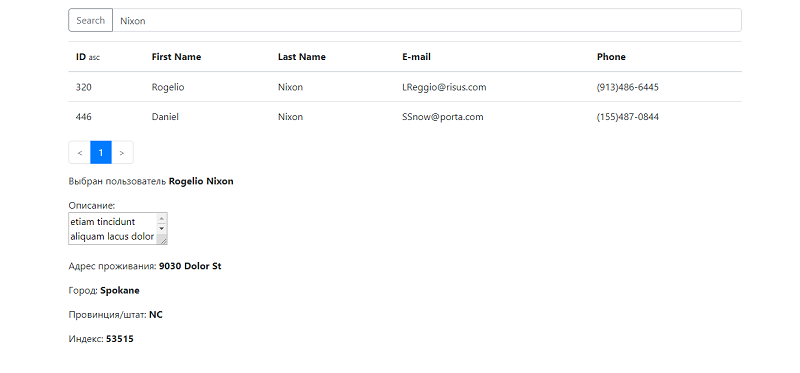 Search Nixon
ID asc First Name Last Name E-mail Phone
320 Rogelio Nixon LReggio@risus.com (913)486-6445
446 Daniel Nixon SSnow@porta.com (155)487-0844
< 1 >
Выбран пользователь Rogelio Nixon
Описание:
etiam tincidunt
aliquam lacus dolor
Адрес проживания: 9030 Dolor St
Город: Spokane
Провинция/штат: NC
Индекс: 53515